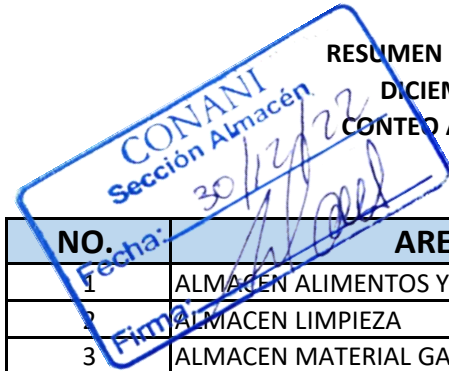 RESUMEN
DICIEM
CONTEO A
CONANI
Sección Almacén
Fecha: 30/12/22
Firma:
NO. ARE
1 ALMACEN ALIMENTOS Y
2 ALMACEN LIMPIEZA
3 ALMACEN MATERIAL GA